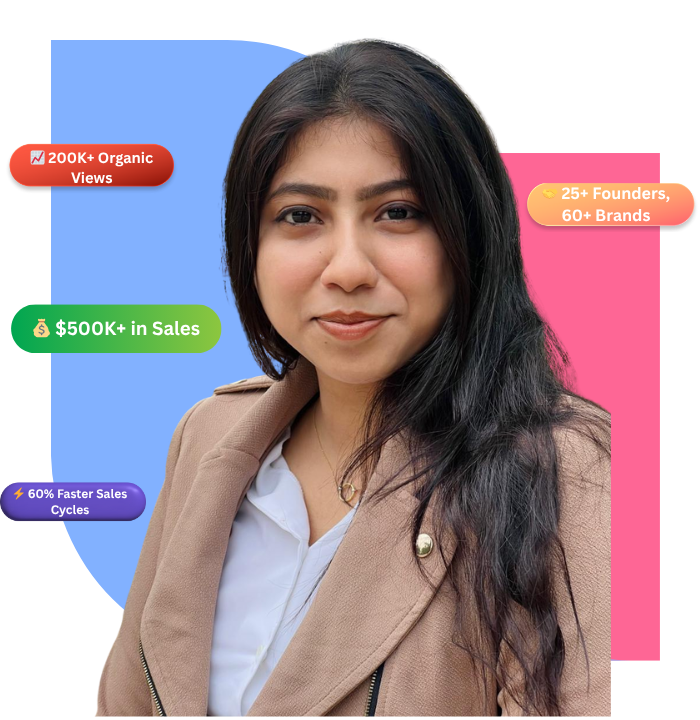 📈 200K+ Organic
Views
🤝 25+ Founders,
60+ Brands
💰 $500K+ in Sales
⚡ 60% Faster Sales
Cycles